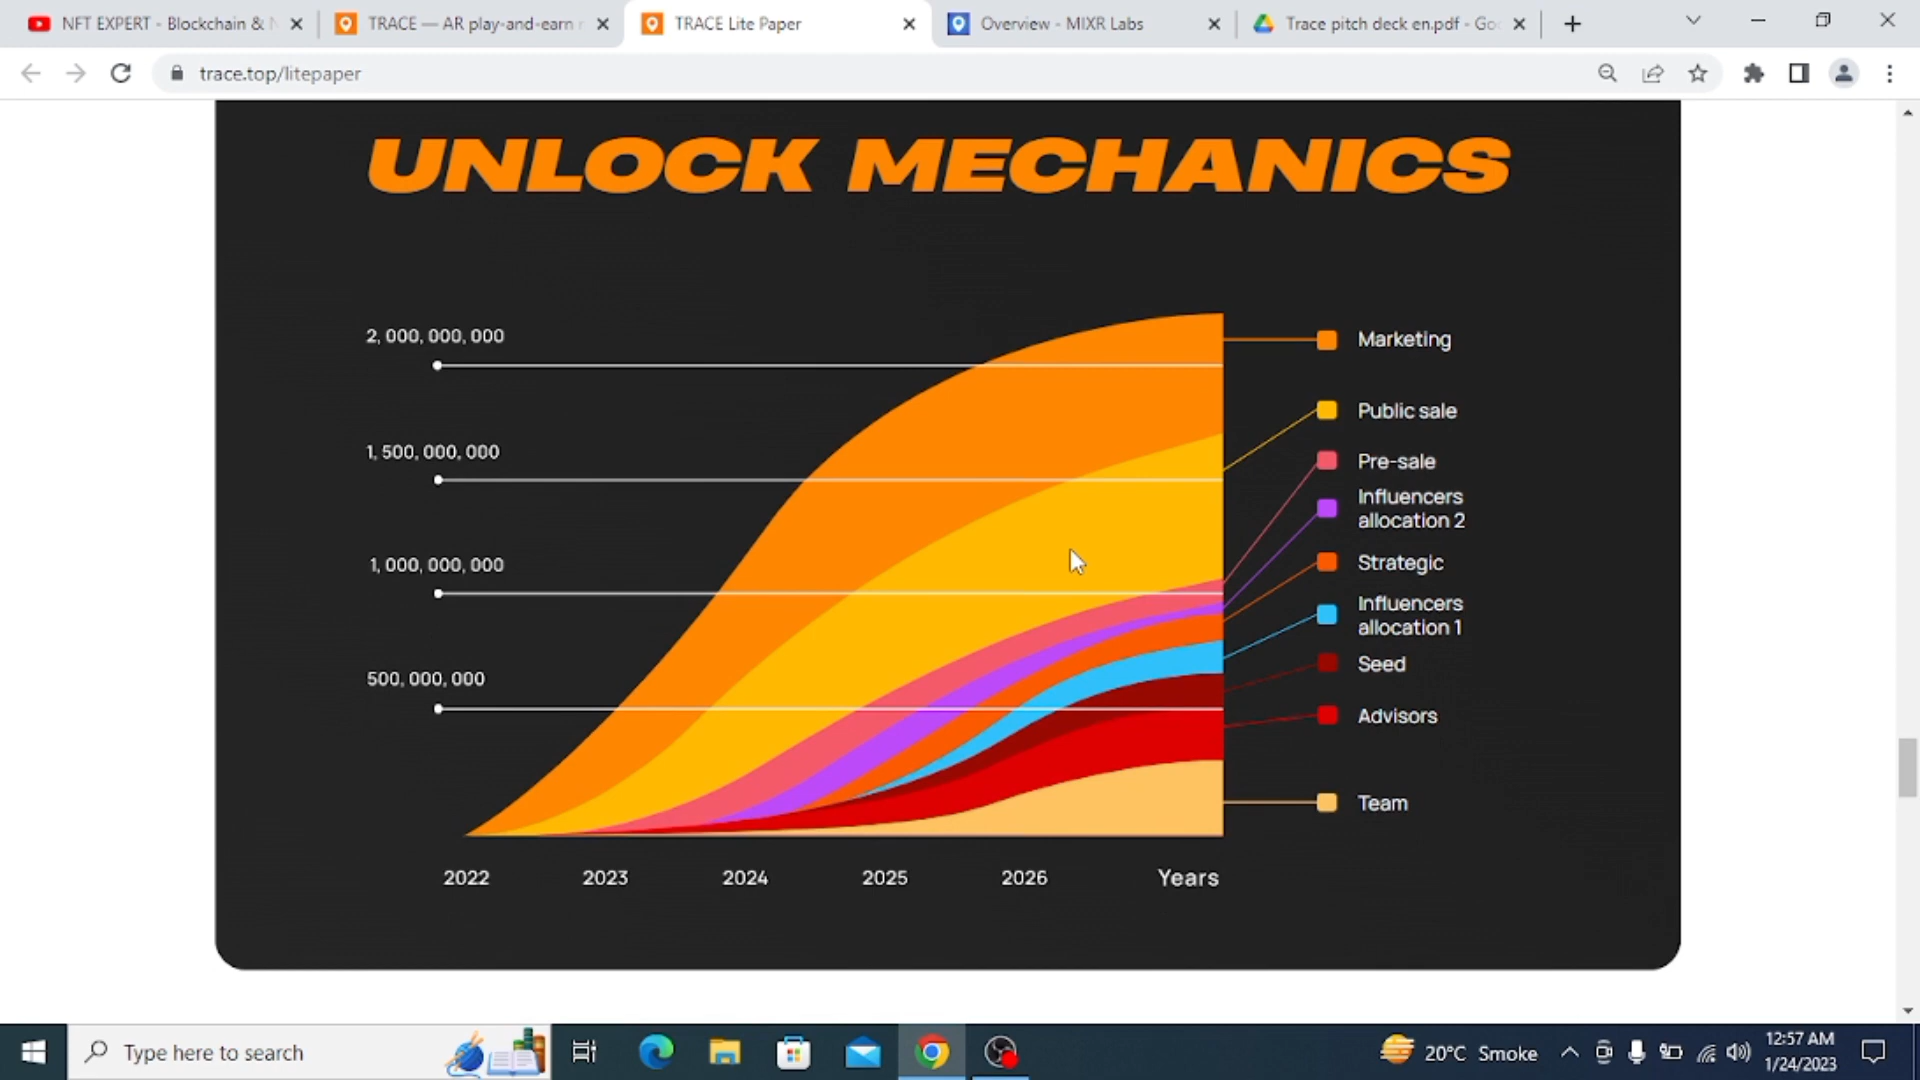 NFT EXPERT - Blockchain & N
TRACE — AR play-and-earn
TRACE Lite Paper
Overview - MIXR Labs
Trace pitch deck en.pdf - Goo
trace.top/litepaper
UNLOCK MECHANICS
2, 000, 000, 000
1, 500, 000, 000
1, 000, 000, 000
500, 000, 000
Marketing
Public sale
Pre-sale
Influencers
allocation 2
Strategic
Influencers
allocation 1
Seed
Advisors
Team
2022 2023 2024 2025 2026 Years
Type here to search
20°C Smoke
12:57 AM
1/24/2023